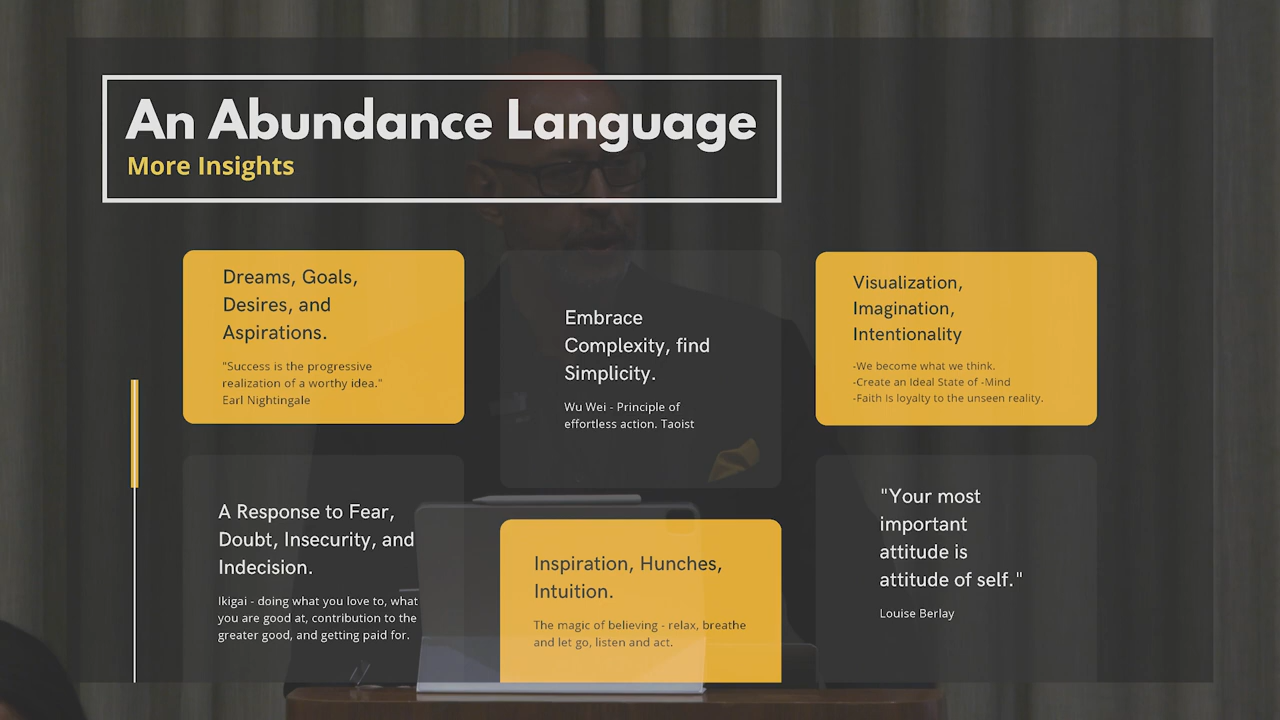 An Abundance Language
More Insights
Dreams, Goals,
Desires, and
Aspirations.
"Success is the progressive
realization of a worthy idea."
Earl Nightingale
Embrace
Complexity, find
Simplicity.
Wu Wei - Principle of
effortless action. Taoist
Visualization,
Imagination,
Intentionality
-We become what we think.
-Create an Ideal State of -Mind
-Faith Is loyalty to the unseen reality.
A Response to Fear,
Doubt, Insecurity, and
Indecision.
Ikigai - doing what you love to, what
you are good at, contribution to the
greater good, and getting paid for.
Inspiration, Hunches,
Intuition.
The magic of believing - relax, breathe
and let go, listen and act.
"Your most
important
attitude is
attitude of self."
Louise Berlay